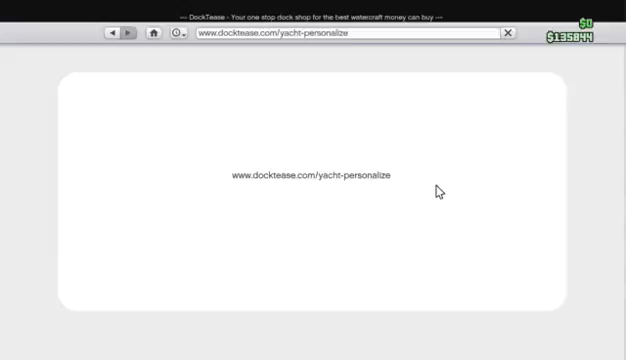 --- DockTease - Your one stop dock shop for the best watercraft money can buy ---
$0
www.docktease.com/yacht-personalize
$135844
www.docktease.com/yacht-personalize